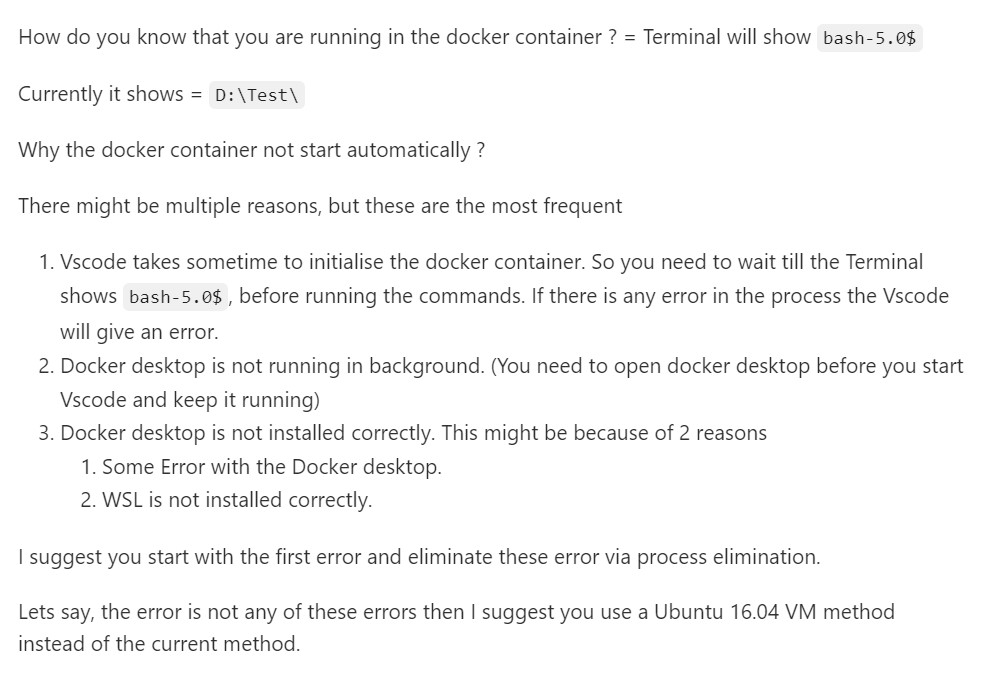 How do you know that you are running in the docker container ? = Terminal will show bash-5.0$
Currently it shows = D:\Test\
Why the docker container not start automatically ?
There might be multiple reasons, but these are the most frequent
1. Vscode takes sometime to initialise the docker container. So you need to wait till the Terminal
shows bash-5.0$ , before running the commands. If there is any error in the process the Vscode
will give an error.
2. Docker desktop is not running in background. (You need to open docker desktop before you start
Vscode and keep it running)
3. Docker desktop is not installed correctly. This might be because of 2 reasons
1. Some Error with the Docker desktop.
2. WSL is not installed correctly.
I suggest you start with the first error and eliminate these error via process elimination.
Lets say, the error is not any of these errors then I suggest you use a Ubuntu 16.04 VM method
instead of the current method.